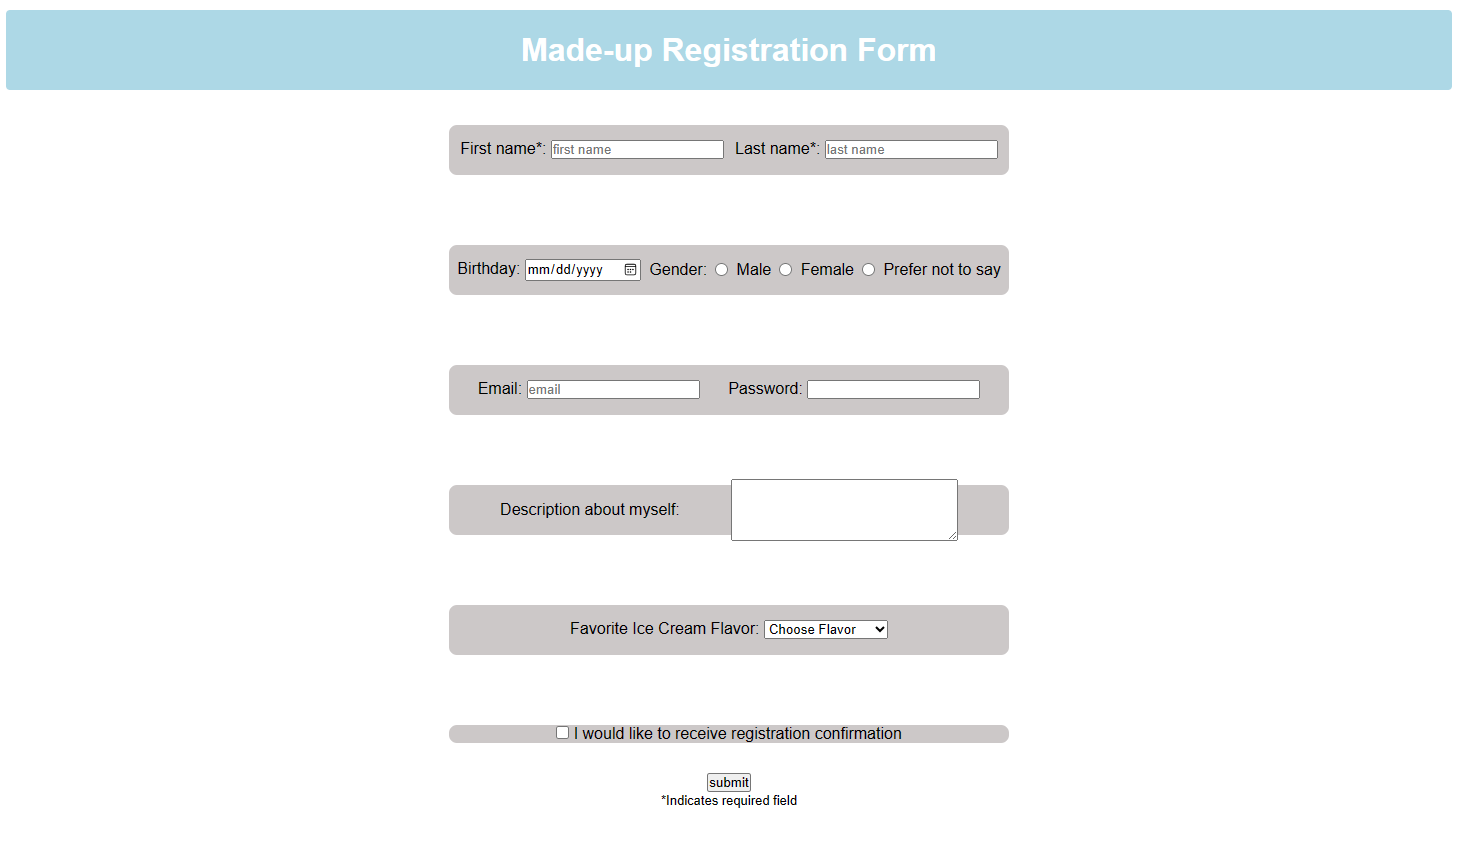 Made-up Registration Form
First name*: first name Last name*: last name
Birthday: mm/dd/yyyy Gender: Male Female Prefer not to say
Email: email Password:
Description about myself:
Favorite Ice Cream Flavor: Choose Flavor
I would like to receive registration confirmation
submit
*Indicates required field